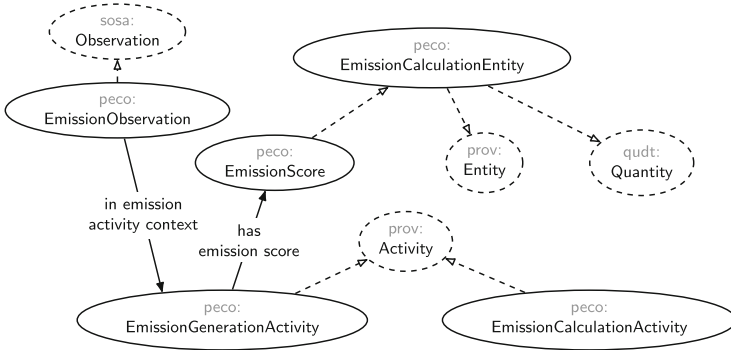 sosa:
Observation
peco:
EmissionCalculationEntity
peco:
EmissionObservation
peco:
EmissionScore
prov:
Entity
qudt:
Quantity
in emission
activity context
has
emission score
prov:
Activity
peco:
EmissionGenerationActivity
peco:
EmissionCalculationActivity